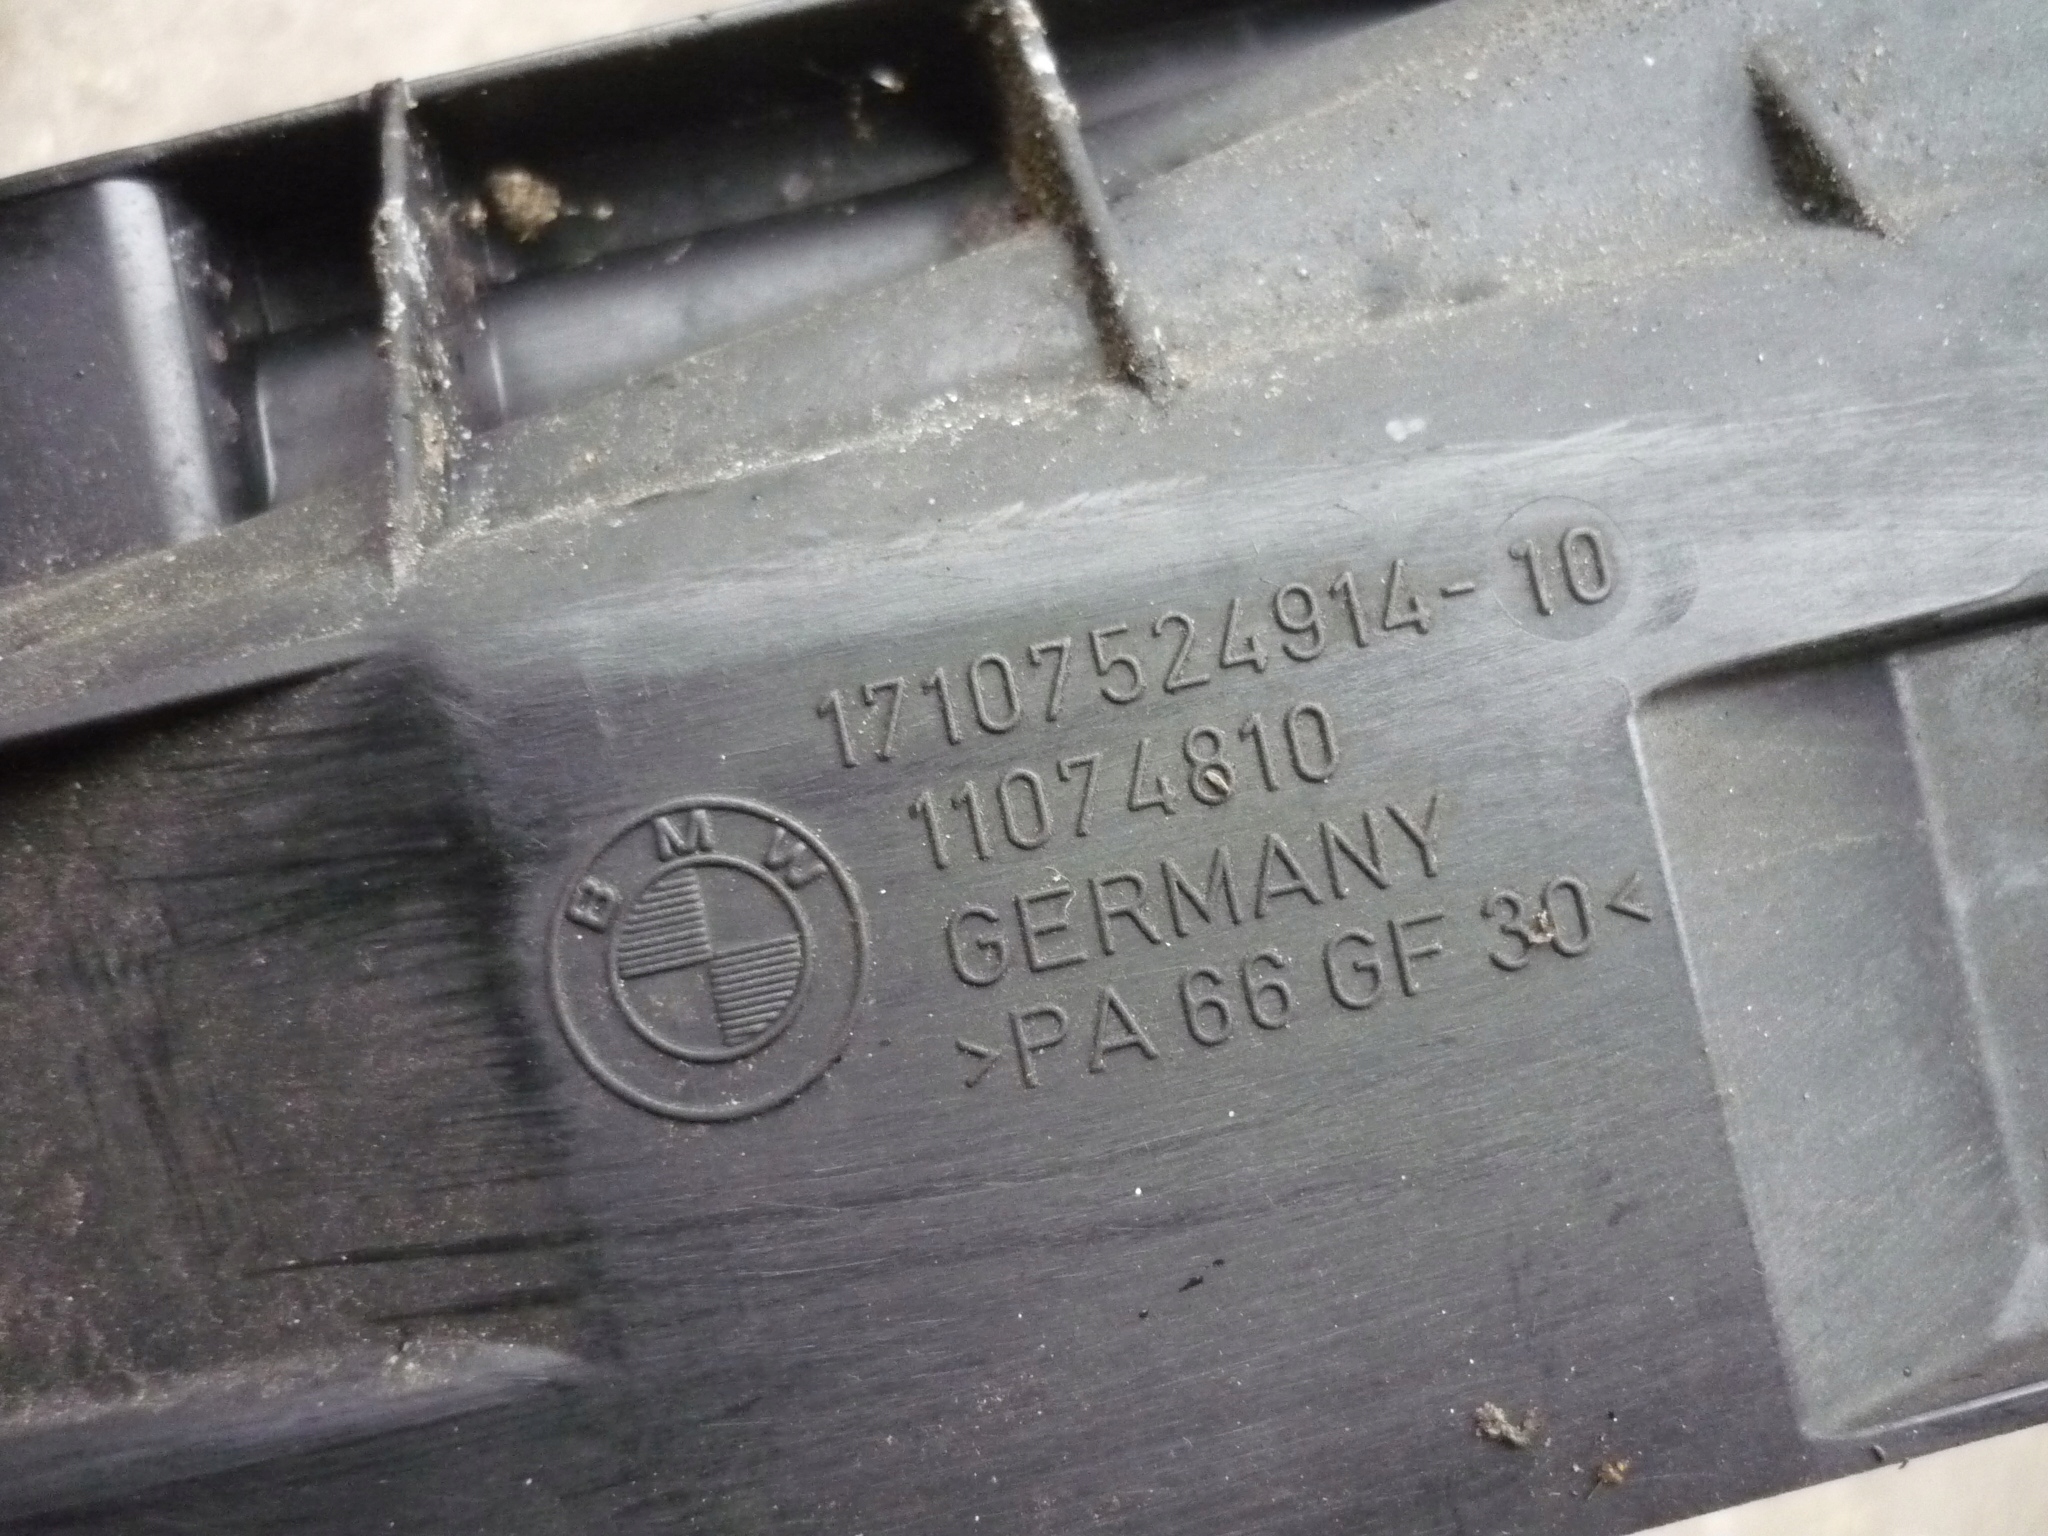 17107524914-10
11074810
BMW
GERMANY
>PA 66 GF 30<